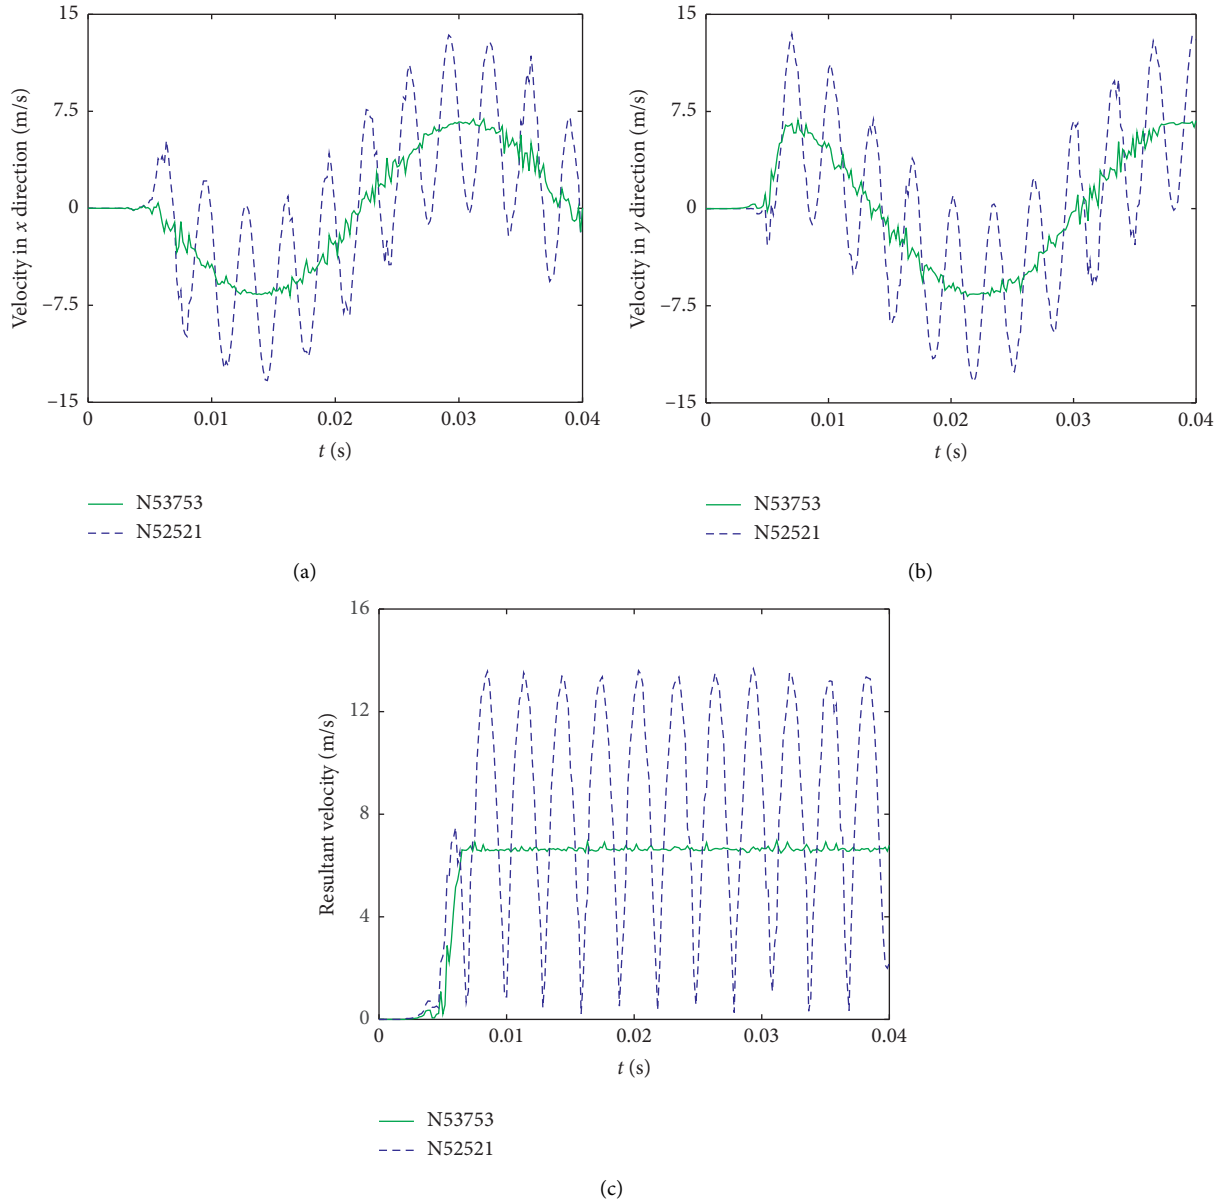 15
7.5
0
−7.5
−15
Velocity in x direction (m/s)
0
0.01
0.02
0.03
0.04
t (s)
N53753
N52521
(a)
15
7.5
0
−7.5
−15
Velocity in y direction (m/s)
0
0.01
0.02
0.03
0.04
t (s)
N53753
N52521
(b)
16
12
8
4
0
Resultant velocity (m/s)
0
0.01
0.02
0.03
0.04
t (s)
N53753
N52521
(c)